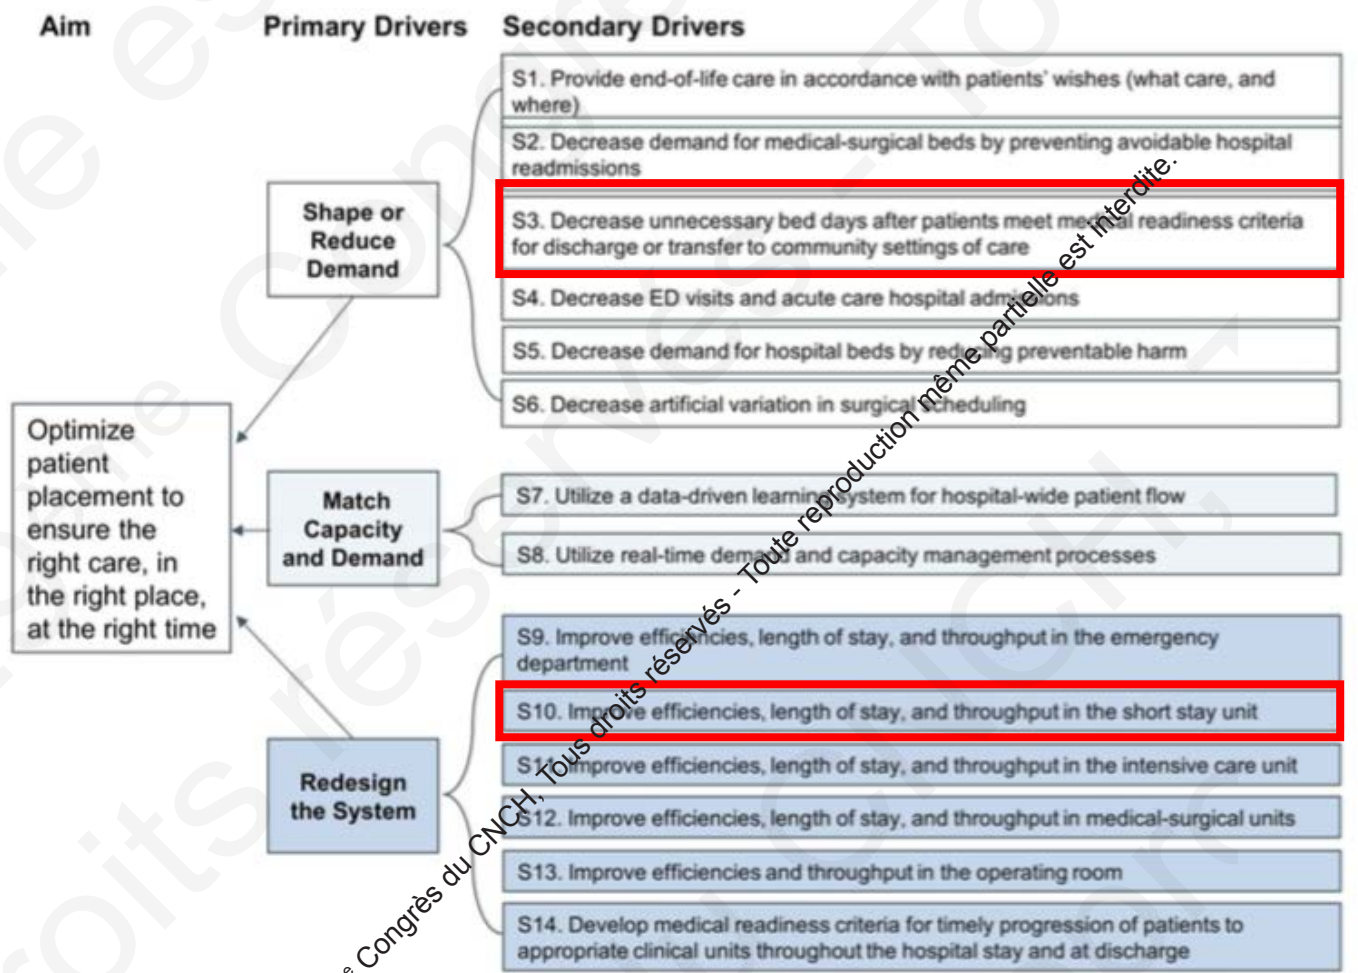 Aim
Primary Drivers
Secondary Drivers
S1. Provide end-of-life care in accordance with patients' wishes (what care, and
where)
S2. Decrease demand for medical-surgical beds by preventing avoidable hospital
readmissions
Shape or
Reduce
Demand
S3. Decrease unnecessary bed days after patients meet medical readiness criteria
for discharge or transfer to community settings of care
S4. Decrease ED visits and acute care hospital admissions
S5. Decrease demand for hospital beds by reducing preventable harm
S6. Decrease artificial variation in surgical scheduling
Optimize
patient
placement to
ensure the
right care, in
the right place,
at the right time
Match
Capacity
and Demand
S7. Utilize a data-driven learning system for hospital-wide patient flow
S8. Utilize real-time demand and capacity management processes
Redesign
the System
S9. Improve efficiencies, length of stay, and throughput in the emergency
department
S10. Improve efficiencies, length of stay, and throughput in the short stay unit
S11. Improve efficiencies, length of stay, and throughput in the intensive care unit
S12. Improve efficiencies, length of stay, and throughput in medical-surgical units
S13. Improve efficiencies and throughput in the operating room
S14. Develop medical readiness criteria for timely progression of patients to
appropriate clinical units throughout the hospital stay and at discharge
e Congrès du CNCH, Tous droits réservés - Toute reproduction même partielle est interdite.